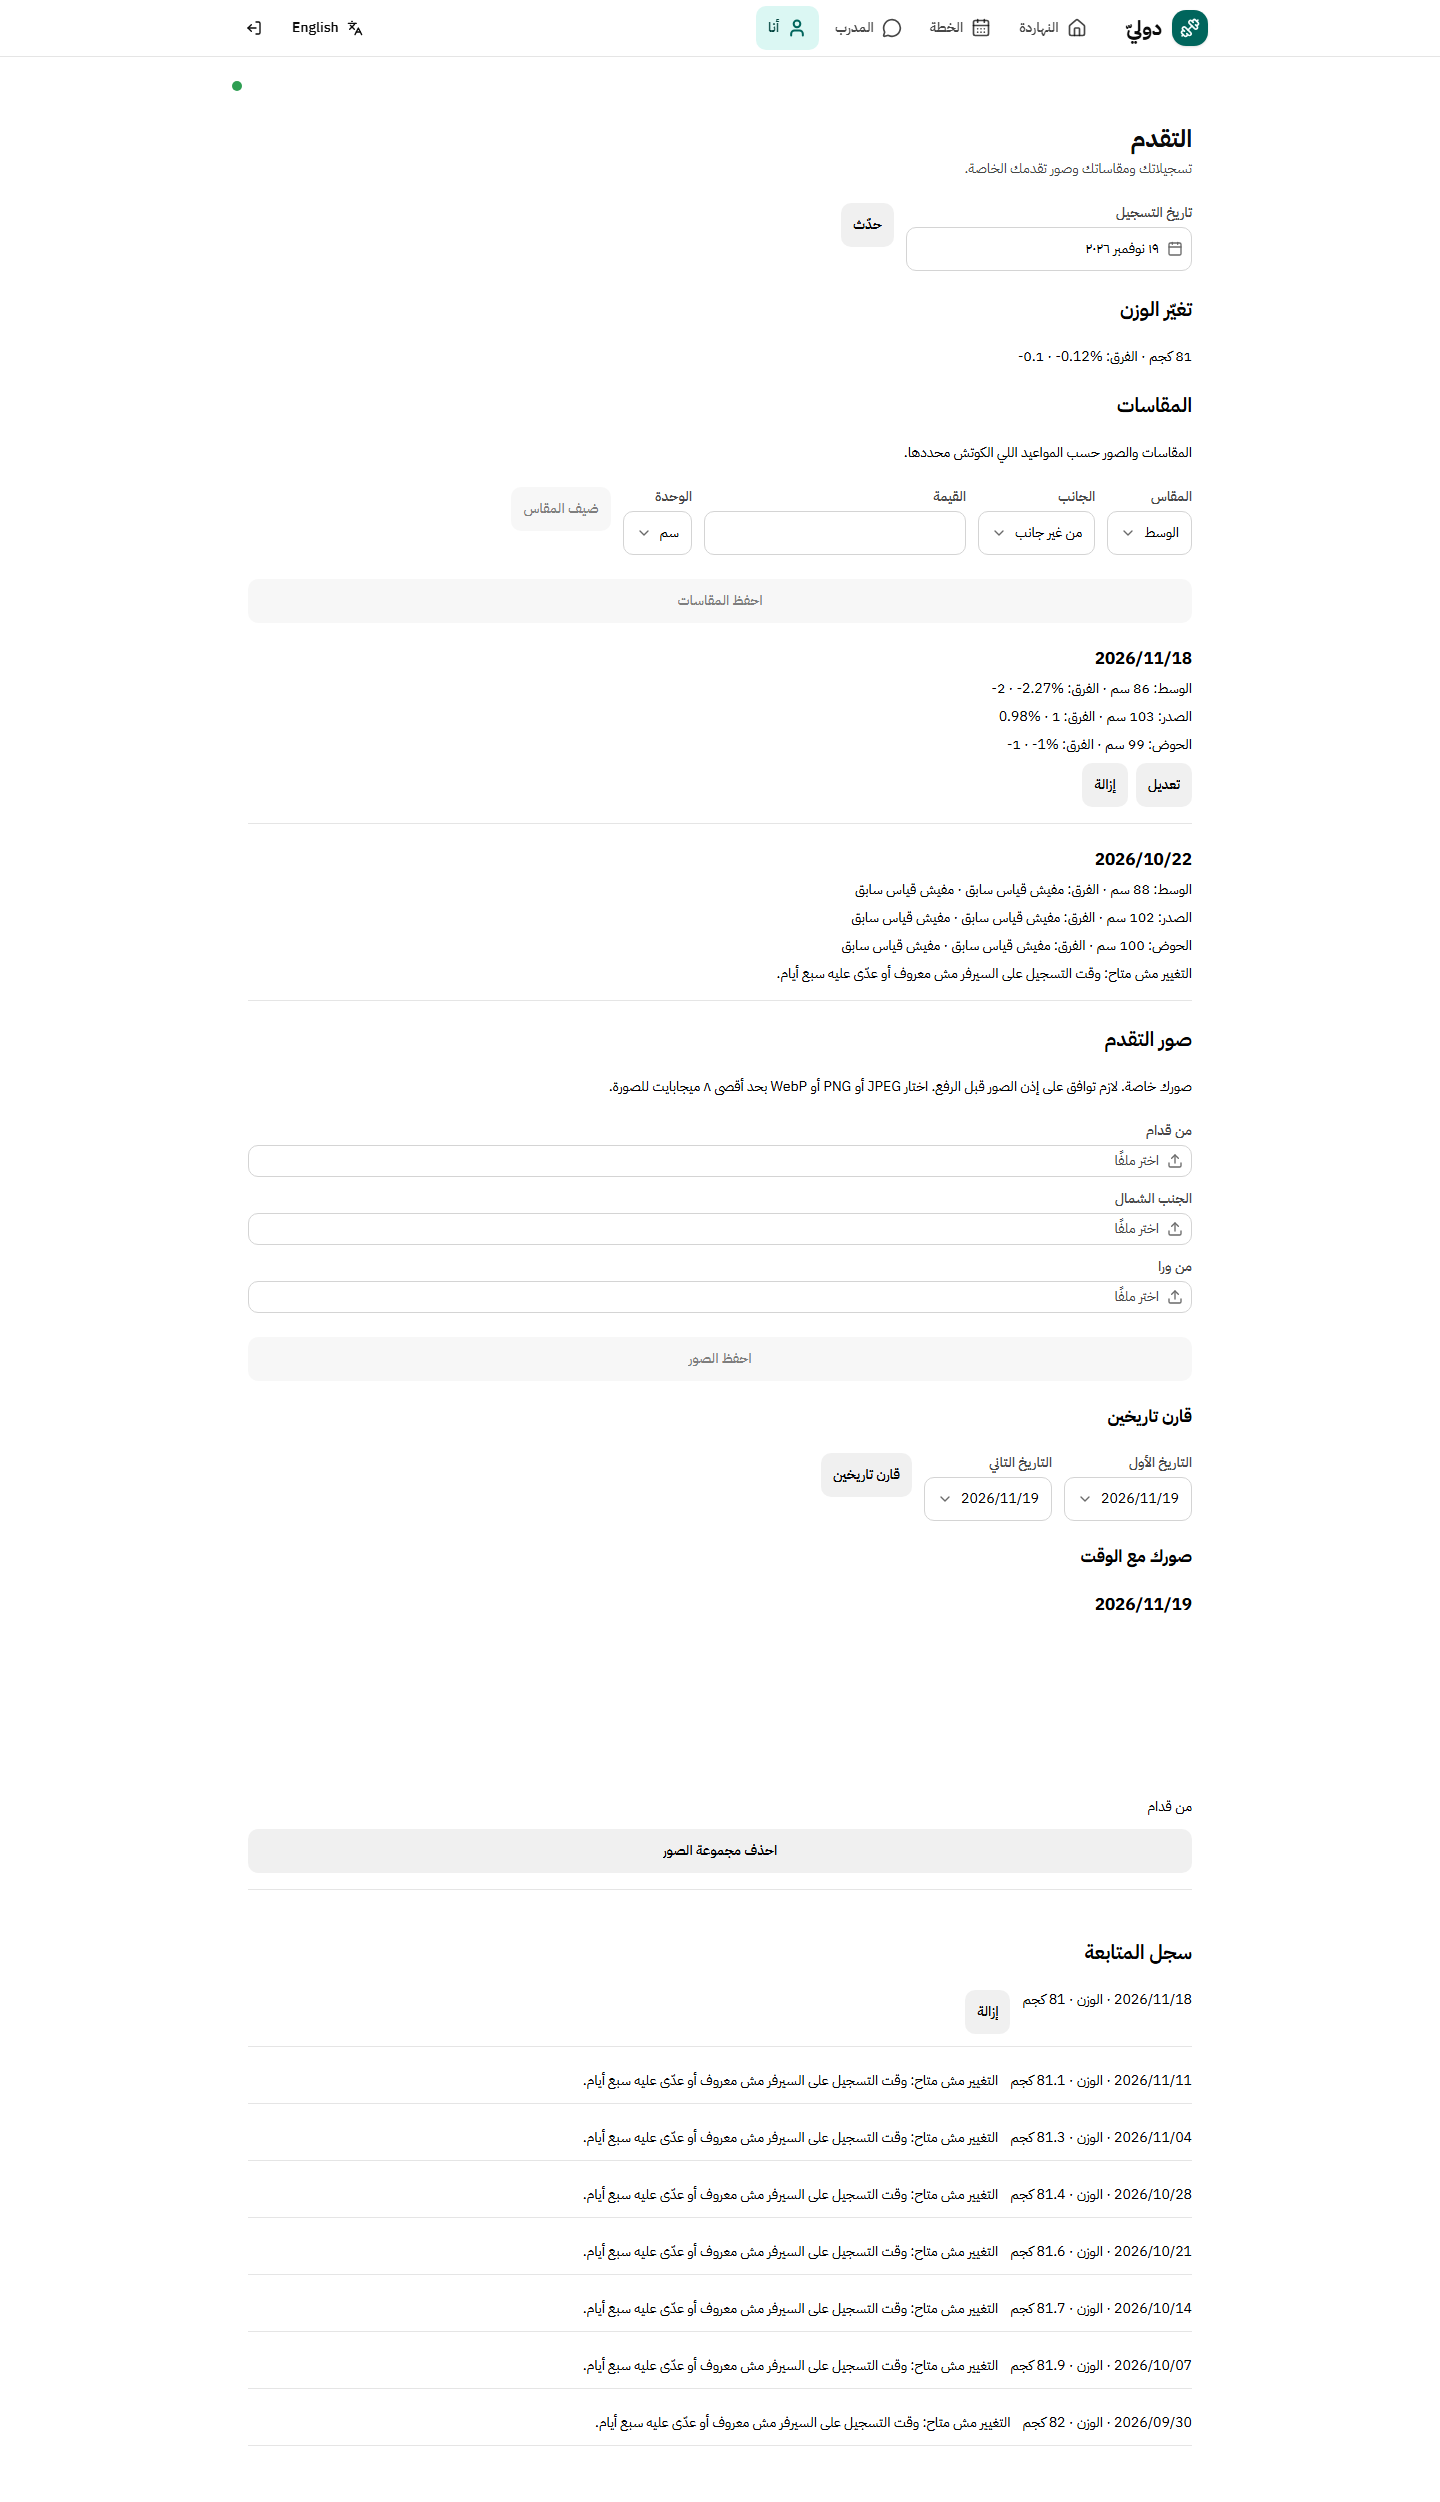 دوليّ
النهاردة
الخطة
المدرب
أنا
English
التقدم
تسجيلاتك ومقاساتك وصور تقدمك الخاصة.
تاريخ التسجيل
١٩ نوفمبر ٢٠٢٦
حدّث
تغيّر الوزن
81 كجم · الفرق: -0.12% · -0.1
المقاسات
المقاسات والصور حسب المواعيد اللي الكوتش محددها.
المقاس
الجانب
القيمة
الوحدة
الوسط
من غير جانب
سم
ضيف المقاس
احفظ المقاسات
2026/11/18
الوسط: 86 سم · الفرق: -2.27% · -2
الصدر: 103 سم · الفرق: 1 · 0.98%
الحوض: 99 سم · الفرق: -1% · -1
تعديل
إزالة
2026/10/22
الوسط: 88 سم · الفرق: مفيش قياس سابق · مفيش قياس سابق
الصدر: 102 سم · الفرق: مفيش قياس سابق · مفيش قياس سابق
الحوض: 100 سم · الفرق: مفيش قياس سابق · مفيش قياس سابق
التغيير مش متاح: وقت التسجيل على السيرفر مش معروف أو عدّى عليه سبع أيام.
صور التقدم
صورك خاصة. لازم توافق على إذن الصور قبل الرفع. اختار JPEG أو PNG أو WebP بحد أقصى ٨ ميجابايت للصورة.
من قدام
اختر ملفًا
الجنب الشمال
اختر ملفًا
من ورا
اختر ملفًا
احفظ الصور
قارن تاريخين
التاريخ الأول
التاريخ التاني
2026/11/19
2026/11/19
قارن تاريخين
صورك مع الوقت
2026/11/19
من قدام
احذف مجموعة الصور
سجل المتابعة
2026/11/18 · الوزن · 81 كجم
إزالة
2026/11/11 · الوزن · 81.1 كجم التغيير مش متاح: وقت التسجيل على السيرفر مش معروف أو عدّى عليه سبع أيام.
2026/11/04 · الوزن · 81.3 كجم التغيير مش متاح: وقت التسجيل على السيرفر مش معروف أو عدّى عليه سبع أيام.
2026/10/28 · الوزن · 81.4 كجم التغيير مش متاح: وقت التسجيل على السيرفر مش معروف أو عدّى عليه سبع أيام.
2026/10/21 · الوزن · 81.6 كجم التغيير مش متاح: وقت التسجيل على السيرفر مش معروف أو عدّى عليه سبع أيام.
2026/10/14 · الوزن · 81.7 كجم التغيير مش متاح: وقت التسجيل على السيرفر مش معروف أو عدّى عليه سبع أيام.
2026/10/07 · الوزن · 81.9 كجم التغيير مش متاح: وقت التسجيل على السيرفر مش معروف أو عدّى عليه سبع أيام.
2026/09/30 · الوزن · 82 كجم التغيير مش متاح: وقت التسجيل على السيرفر مش معروف أو عدّى عليه سبع أيام.